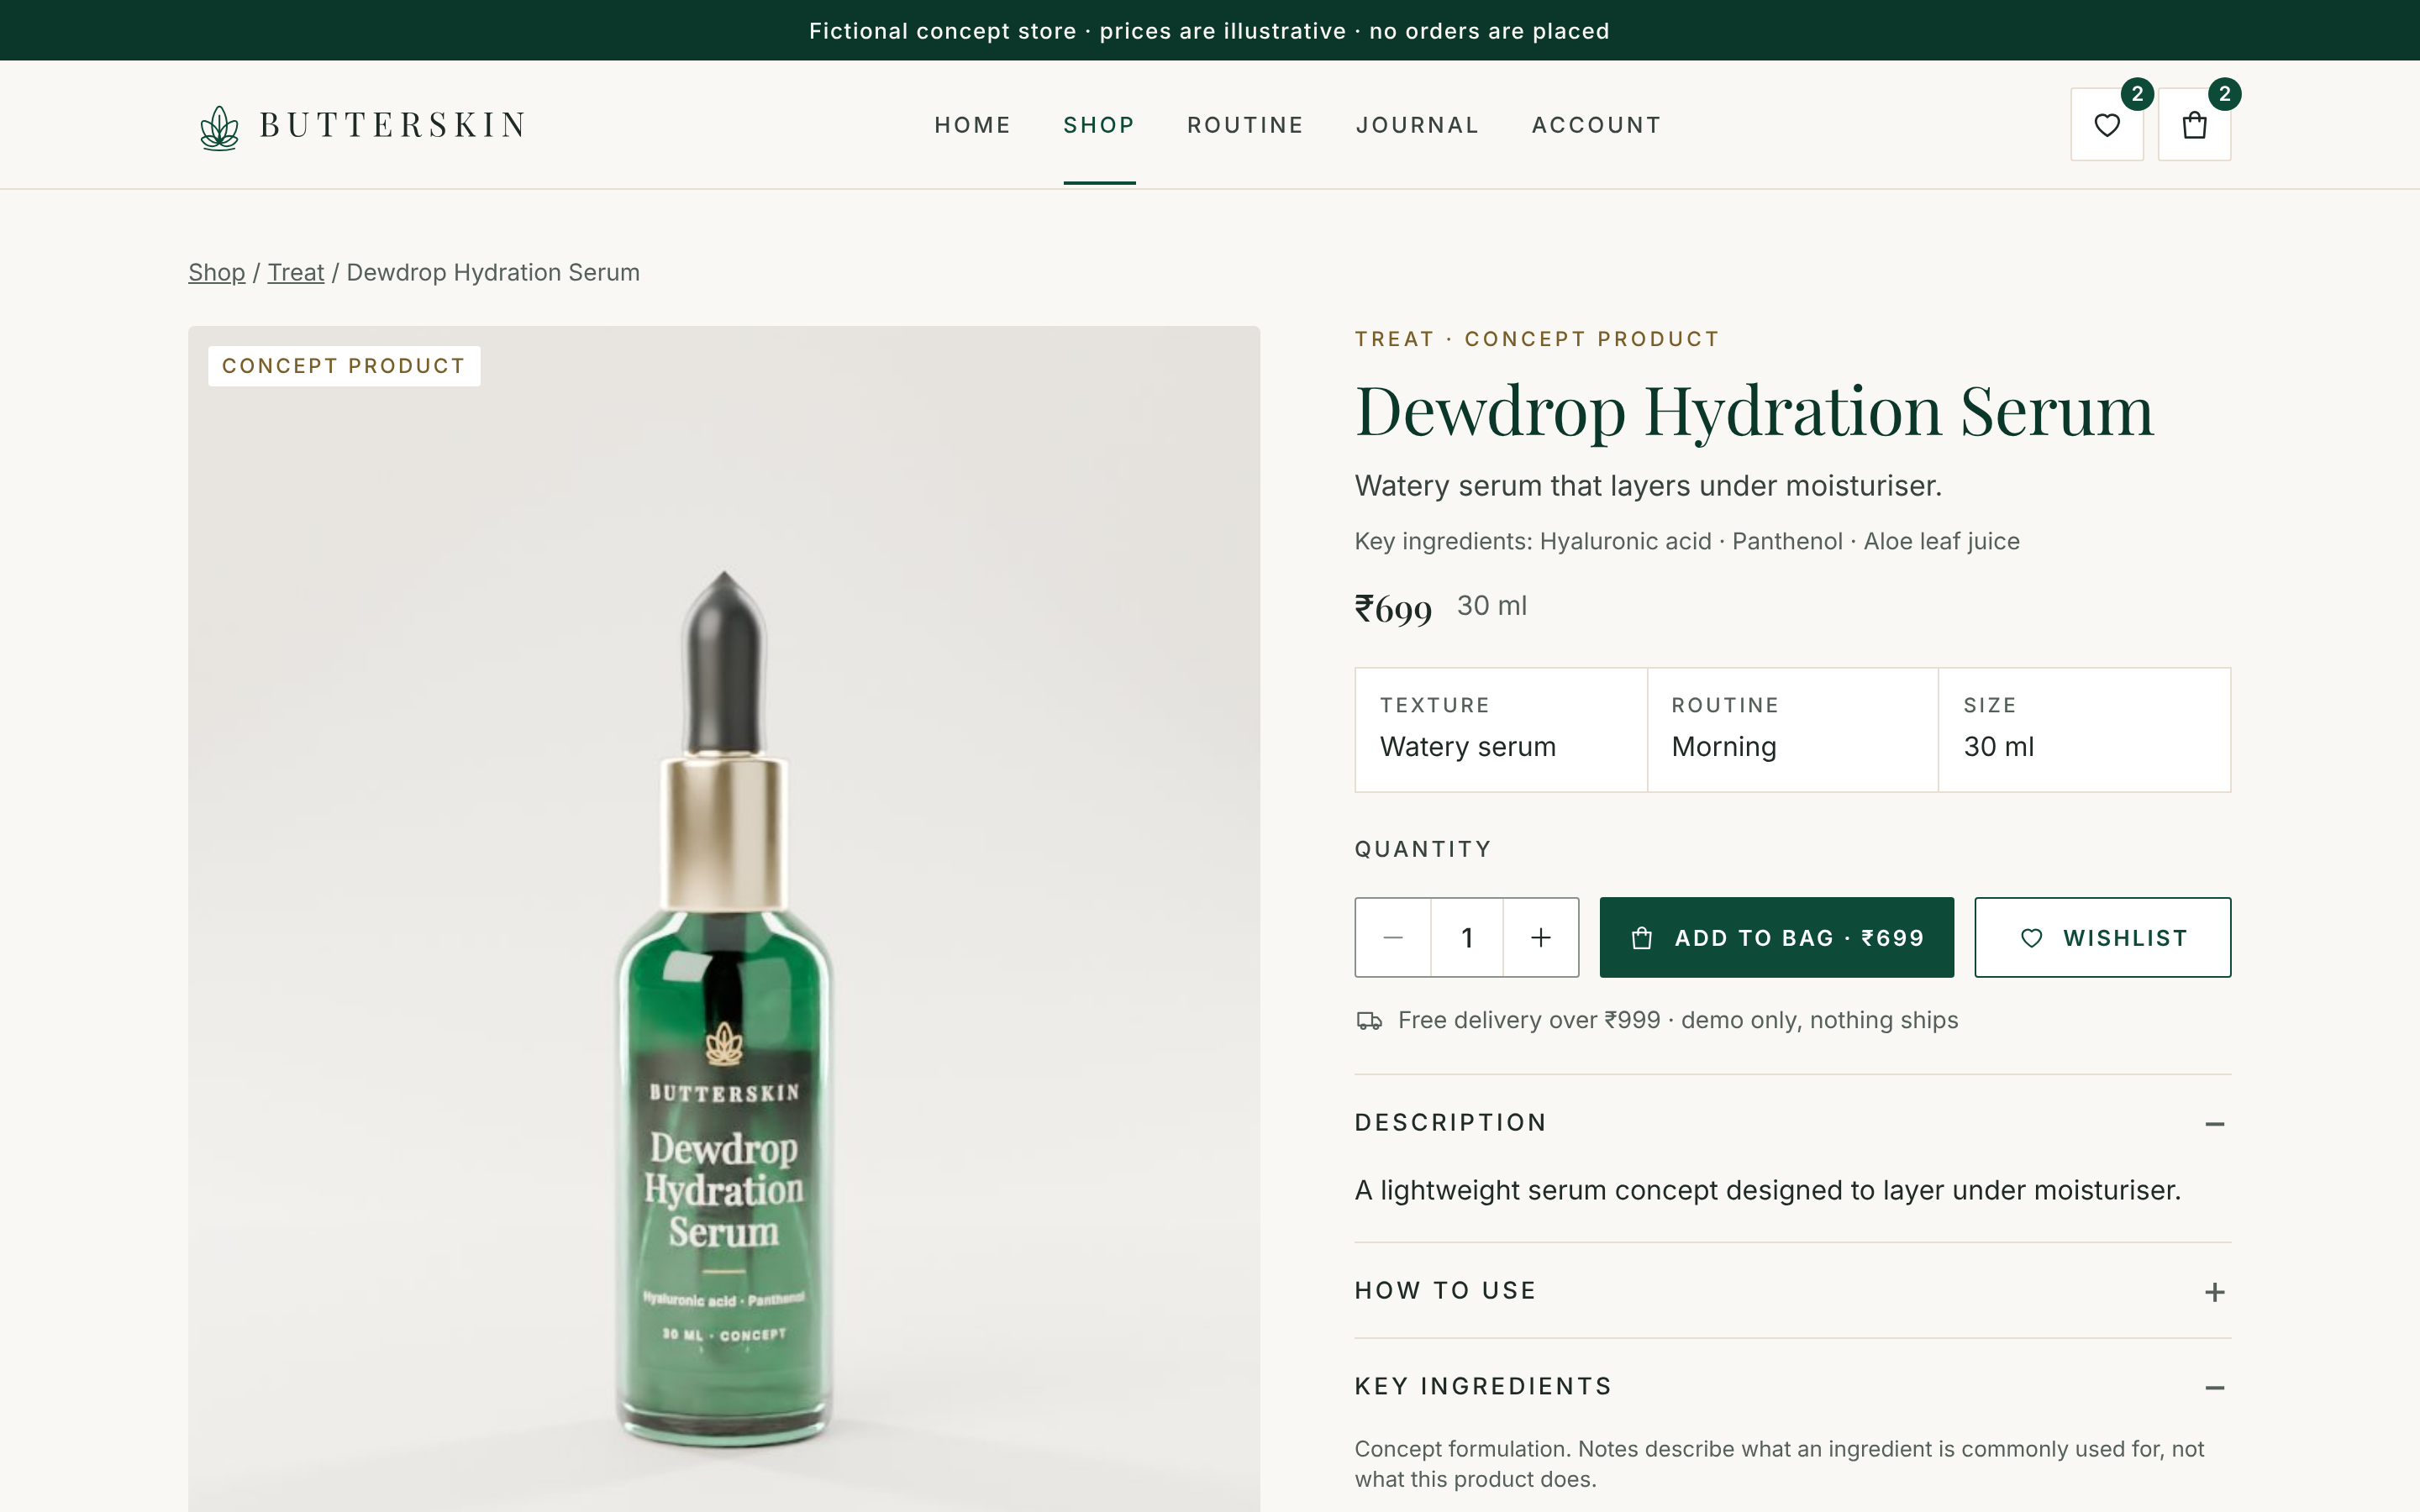 Fictional concept store · prices are illustrative · no orders are placed
BUTTERSKIN
HOME SHOP ROUTINE JOURNAL ACCOUNT
2 2
Shop / Treat / Dewdrop Hydration Serum
CONCEPT PRODUCT
BUTTERSKIN
Dewdrop
Hydration
Serum
Hyaluronic acid · Panthenol
30 ML · CONCEPT
TREAT · CONCEPT PRODUCT
Dewdrop Hydration Serum
Watery serum that layers under moisturiser.
Key ingredients: Hyaluronic acid · Panthenol · Aloe leaf juice
₹699 30 ml
TEXTURE ROUTINE SIZE
Watery serum Morning 30 ml
QUANTITY
− 1 + ADD TO BAG · ₹699 WISHLIST
Free delivery over ₹999 · demo only, nothing ships
DESCRIPTION −
A lightweight serum concept designed to layer under moisturiser.
HOW TO USE +
KEY INGREDIENTS −
Concept formulation. Notes describe what an ingredient is commonly used for, not
what this product does.